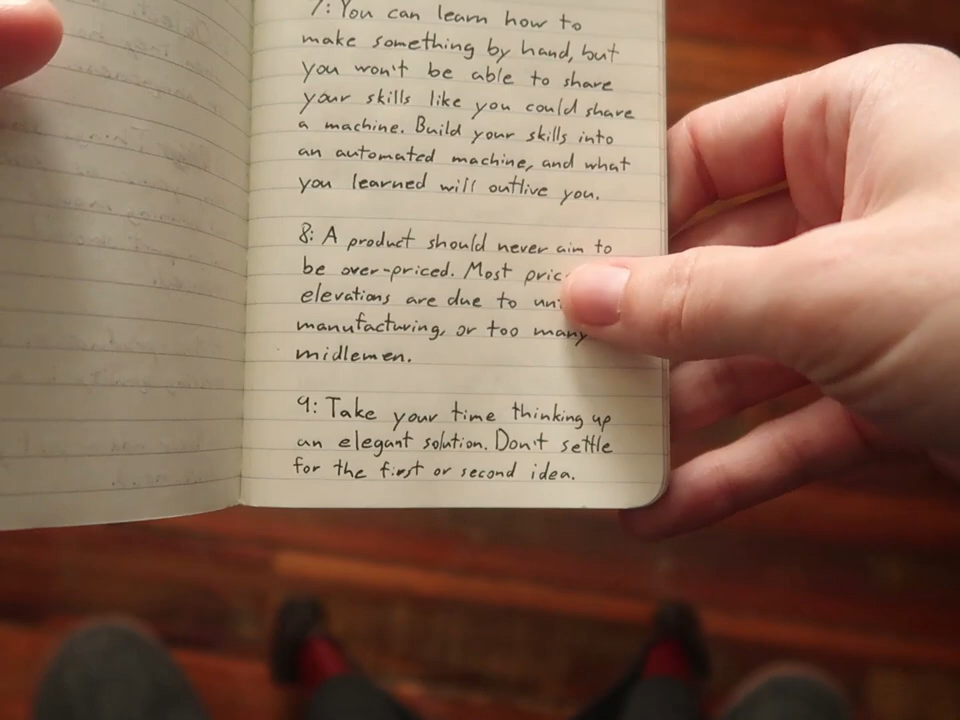 7: You can learn how to
make something by hand, but
you won't be able to share
your skills like you could share
a machine. Build your skills into
an automated machine, and what
you learned will outlive you.
8: A product should never aim to
be over-priced. Most
elevations are due to
manufacturing, or too many
midlemen.
9: Take your time thinking up
an elegant solution. Don't settle
for the first or second idea.